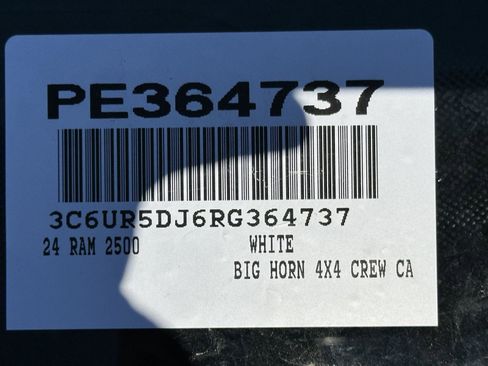 PE364737
3C6UR5DJ6RG364737
24 RAM 2500 WHITE
BIG HORN 4X4 CREW CA